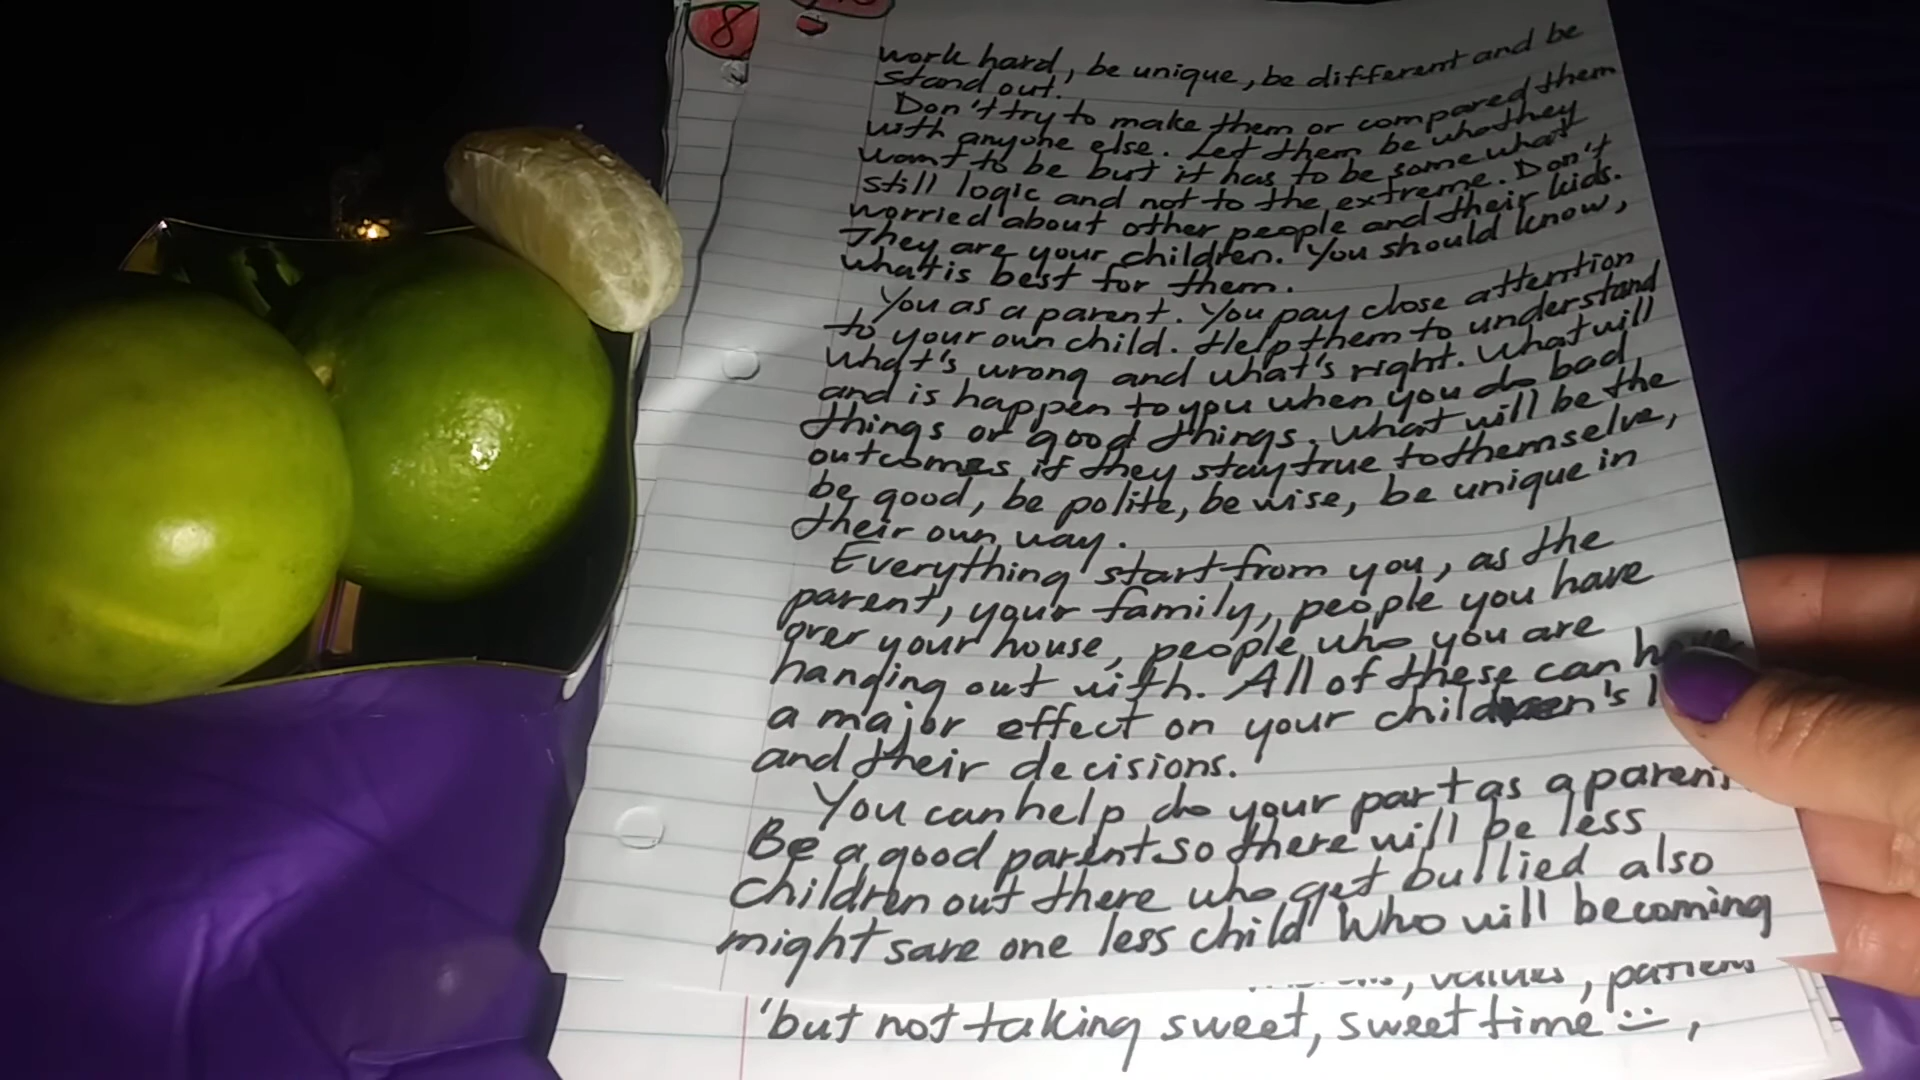 8
work hard, be unique, be different and be
stand out.
Don't try to make them or compared them
with anyone else. Let them be whothey
want to be but it has to be somewhat
still logic and not to the extreme. Don't
worried about other people and their kids.
They are your children. You should know,
what is best for them.
You as a parent. You pay close attention
to your own child. Help them to understand
what's wrong and what's right. What will
and is happen to you when you do bad,
things or good things. What will be the
outcomes if they stay true to themselve,
be good, be polite, be wise, be unique in
their own way.
Everything start from you, as the
parent, your family, people you have
over your house, people who you are
hanging out with. All of these can
a major effect on your children's
and their decisions.
You can help do your part as a parent
Be a good parent so there will be less
children out there who get bullied also
might save one less child who will becoming
, values,
'but not taking sweet, sweet time :-,